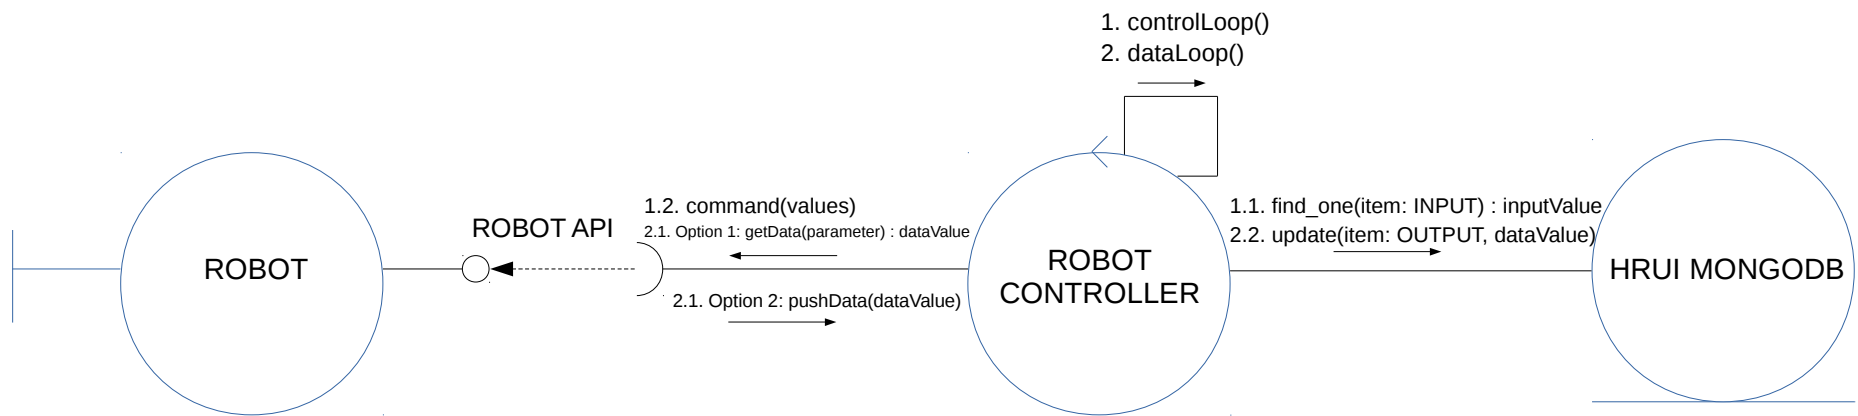 1. controlLoop()
2. dataLoop()
ROBOT
ROBOT API
1.2. command(values)
2.1. Option 1: getData(parameter) : dataValue
2.1. Option 2: pushData(dataValue)
ROBOT
CONTROLLER
1.1. find_one(item: INPUT) : inputValue
2.2. update(item: OUTPUT, dataValue)
HRUI MONGODB